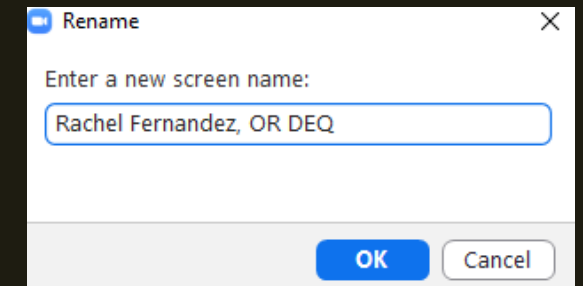 Rename
Enter a new screen name:
Rachel Fernandez, OR DEQ
OK Cancel